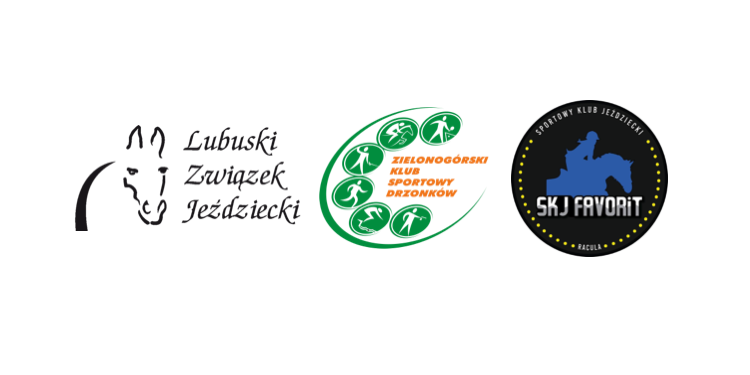 Lubuski
Związek
Jeździecki
ZIELONOGÓRSKI
KLUB
SPORTOWY
DRZONKÓW
SPORTOWY KLUB JEŹDZIECKI
SKJ FAVORiT
RACULA